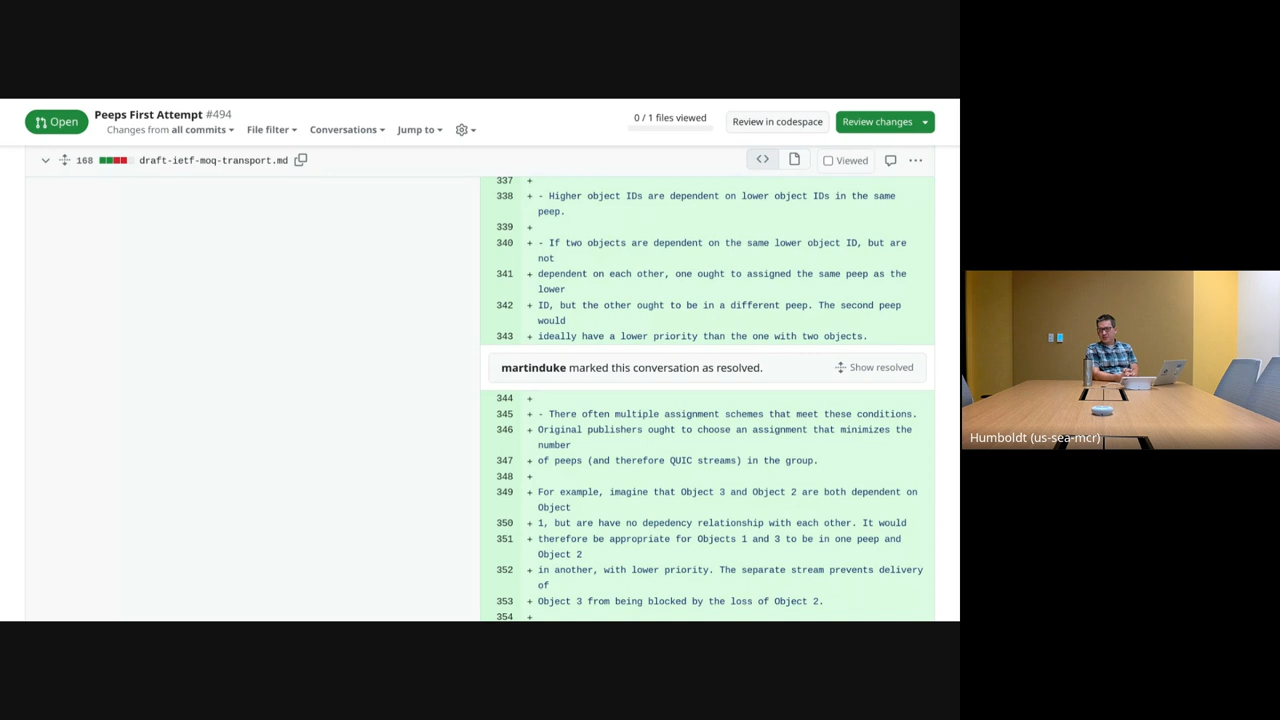 Open
Peeps First Attempt #494
Changes from all commits
File filter
Conversations
Jump to
0 / 1 files viewed
Review in codespace
Review changes
168
draft-ietf-moq-transport.md
Viewed
337 +
338 + - Higher object IDs are dependent on lower object IDs in the same
peep.
339 +
340 + - If two objects are dependent on the same lower object ID, but are
not
341 + dependent on each other, one ought to assigned the same peep as the
lower
342 + ID, but the other ought to be in a different peep. The second peep
would
343 + ideally have a lower priority than the one with two objects.
martinduke marked this conversation as resolved.
Show resolved
344 +
345 + - There often multiple assignment schemes that meet these conditions.
346 + Original publishers ought to choose an assignment that minimizes the
number
347 + of peeps (and therefore QUIC streams) in the group.
348 +
349 + For example, imagine that Object 3 and Object 2 are both dependent on
Object
350 + 1, but are have no depedency relationship with each other. It would
351 + therefore be appropriate for Objects 1 and 3 to be in one peep and
Object 2
352 + in another, with lower priority. The separate stream prevents delivery
of
353 + Object 3 from being blocked by the loss of Object 2.
354 +
Humboldt (us-sea-mcr)